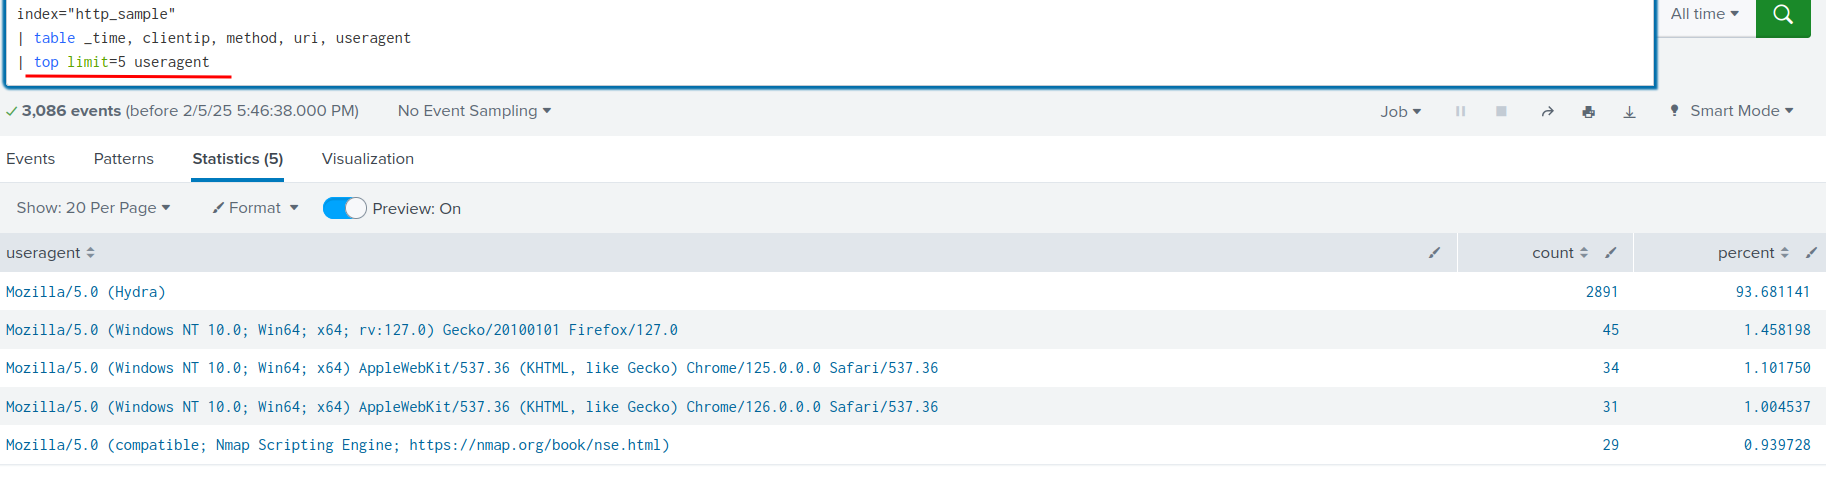 index="http_sample"
All time
| table _time, clientip, method, uri, useragent
| top limit=5 useragent
3,086 events (before 2/5/25 5:46:38.000 PM) No Event Sampling Job Smart Mode
Events Patterns Statistics (5) Visualization
Show: 20 Per Page Format Preview: On
useragent count percent
Mozilla/5.0 (Hydra) 2891 93.681141
Mozilla/5.0 (Windows NT 10.0; Win64; x64; rv:127.0) Gecko/20100101 Firefox/127.0 45 1.458198
Mozilla/5.0 (Windows NT 10.0; Win64; x64) AppleWebKit/537.36 (KHTML, like Gecko) Chrome/125.0.0.0 Safari/537.36 34 1.101750
Mozilla/5.0 (Windows NT 10.0; Win64; x64) AppleWebKit/537.36 (KHTML, like Gecko) Chrome/126.0.0.0 Safari/537.36 31 1.004537
Mozilla/5.0 (compatible; Nmap Scripting Engine; https://nmap.org/book/nse.html) 29 0.939728